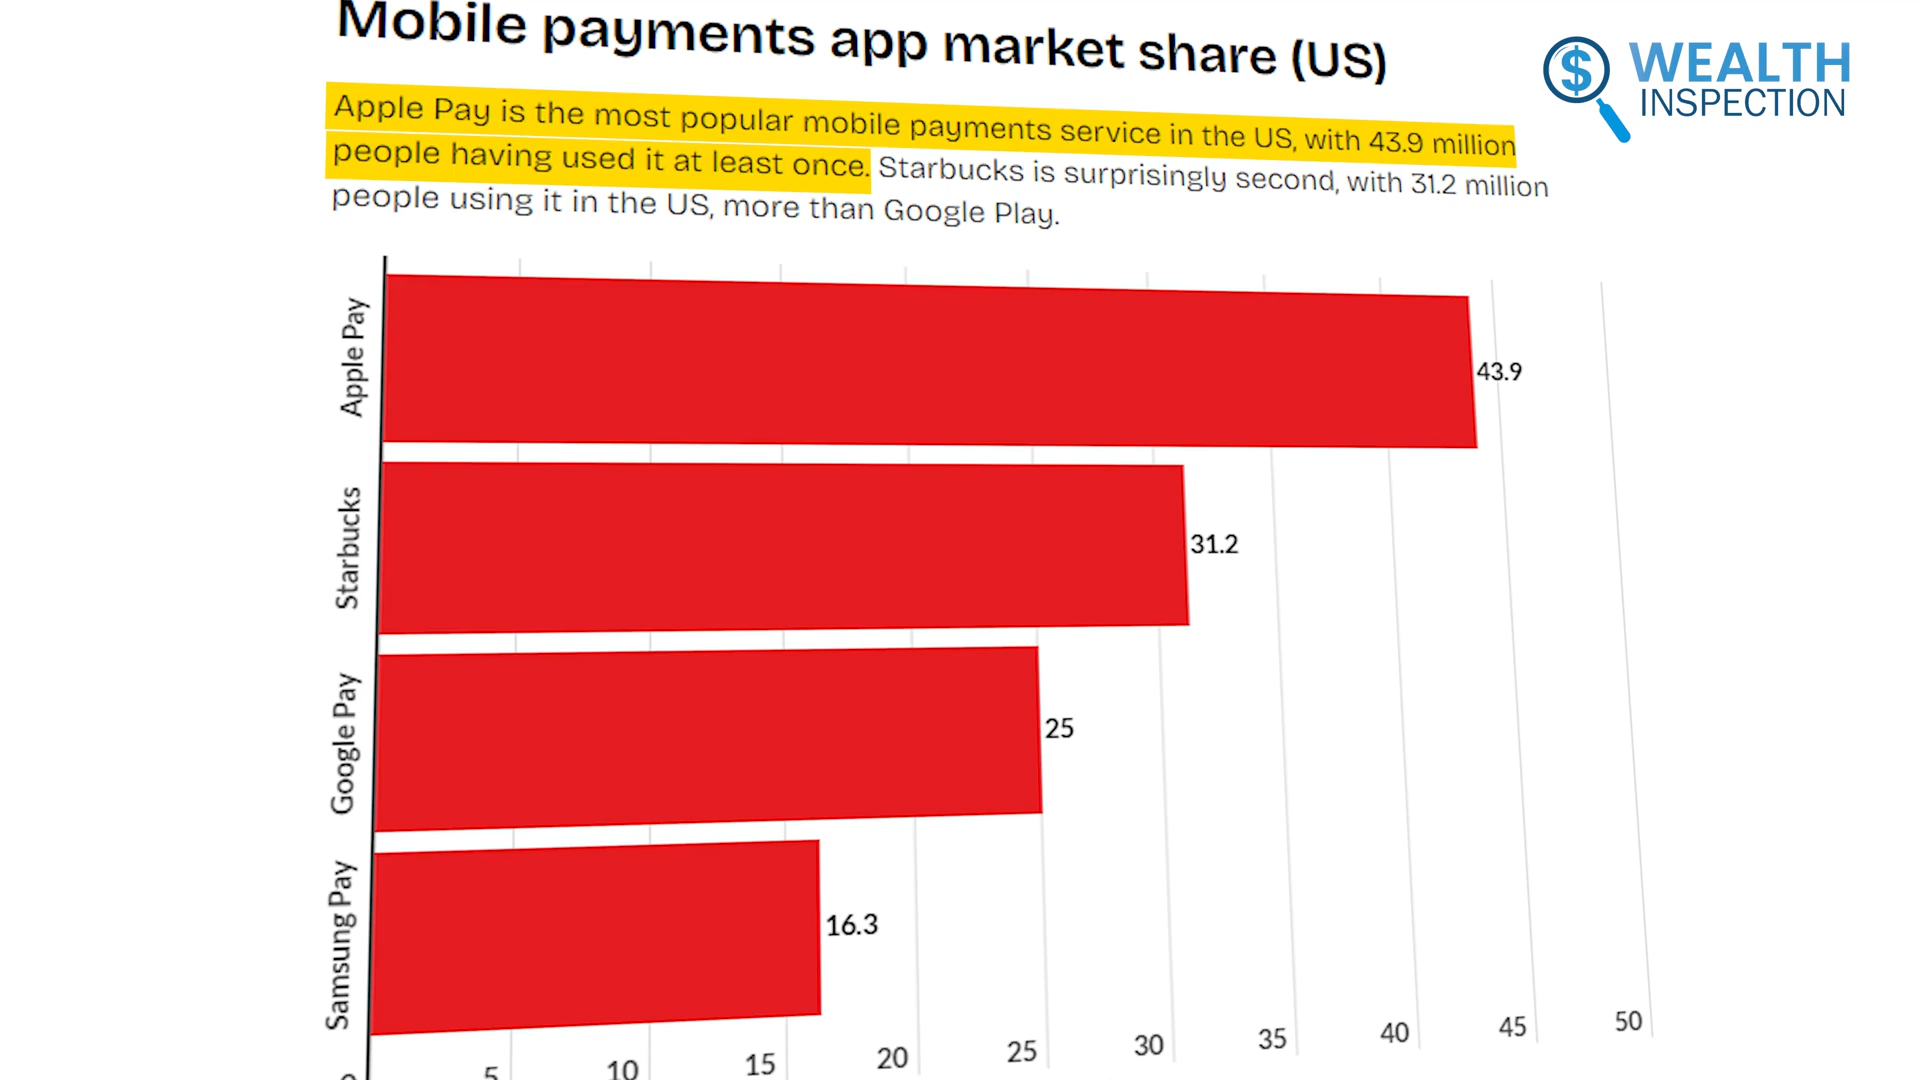 Mobile payments app market share (US)
WEALTH
INSPECTION
Apple Pay is the most popular mobile payments service in the US, with 43.9 million
people having used it at least once. Starbucks is surprisingly second, with 31.2 million
people using it in the US, more than Google Play.
Apple Pay
43.9
Starbucks
31.2
Google Pay
25
Samsung Pay
16.3
5 10 15 20 25 30 35 40 45 50